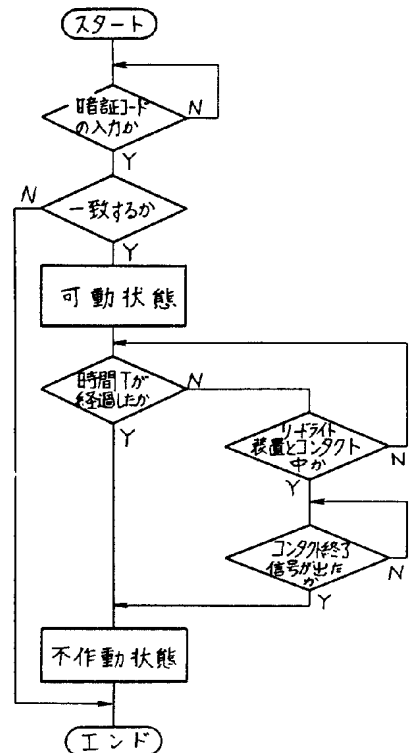 スタート
暗証コード
の入力か
N
Y
N
一致するか
Y
可動状態
時間Tが
経過したか
N
Y
リードライト
装置とコンタクト
中か
N
Y
コンタクト終了
信号が出た
か
N
Y
不作動状態
エンド